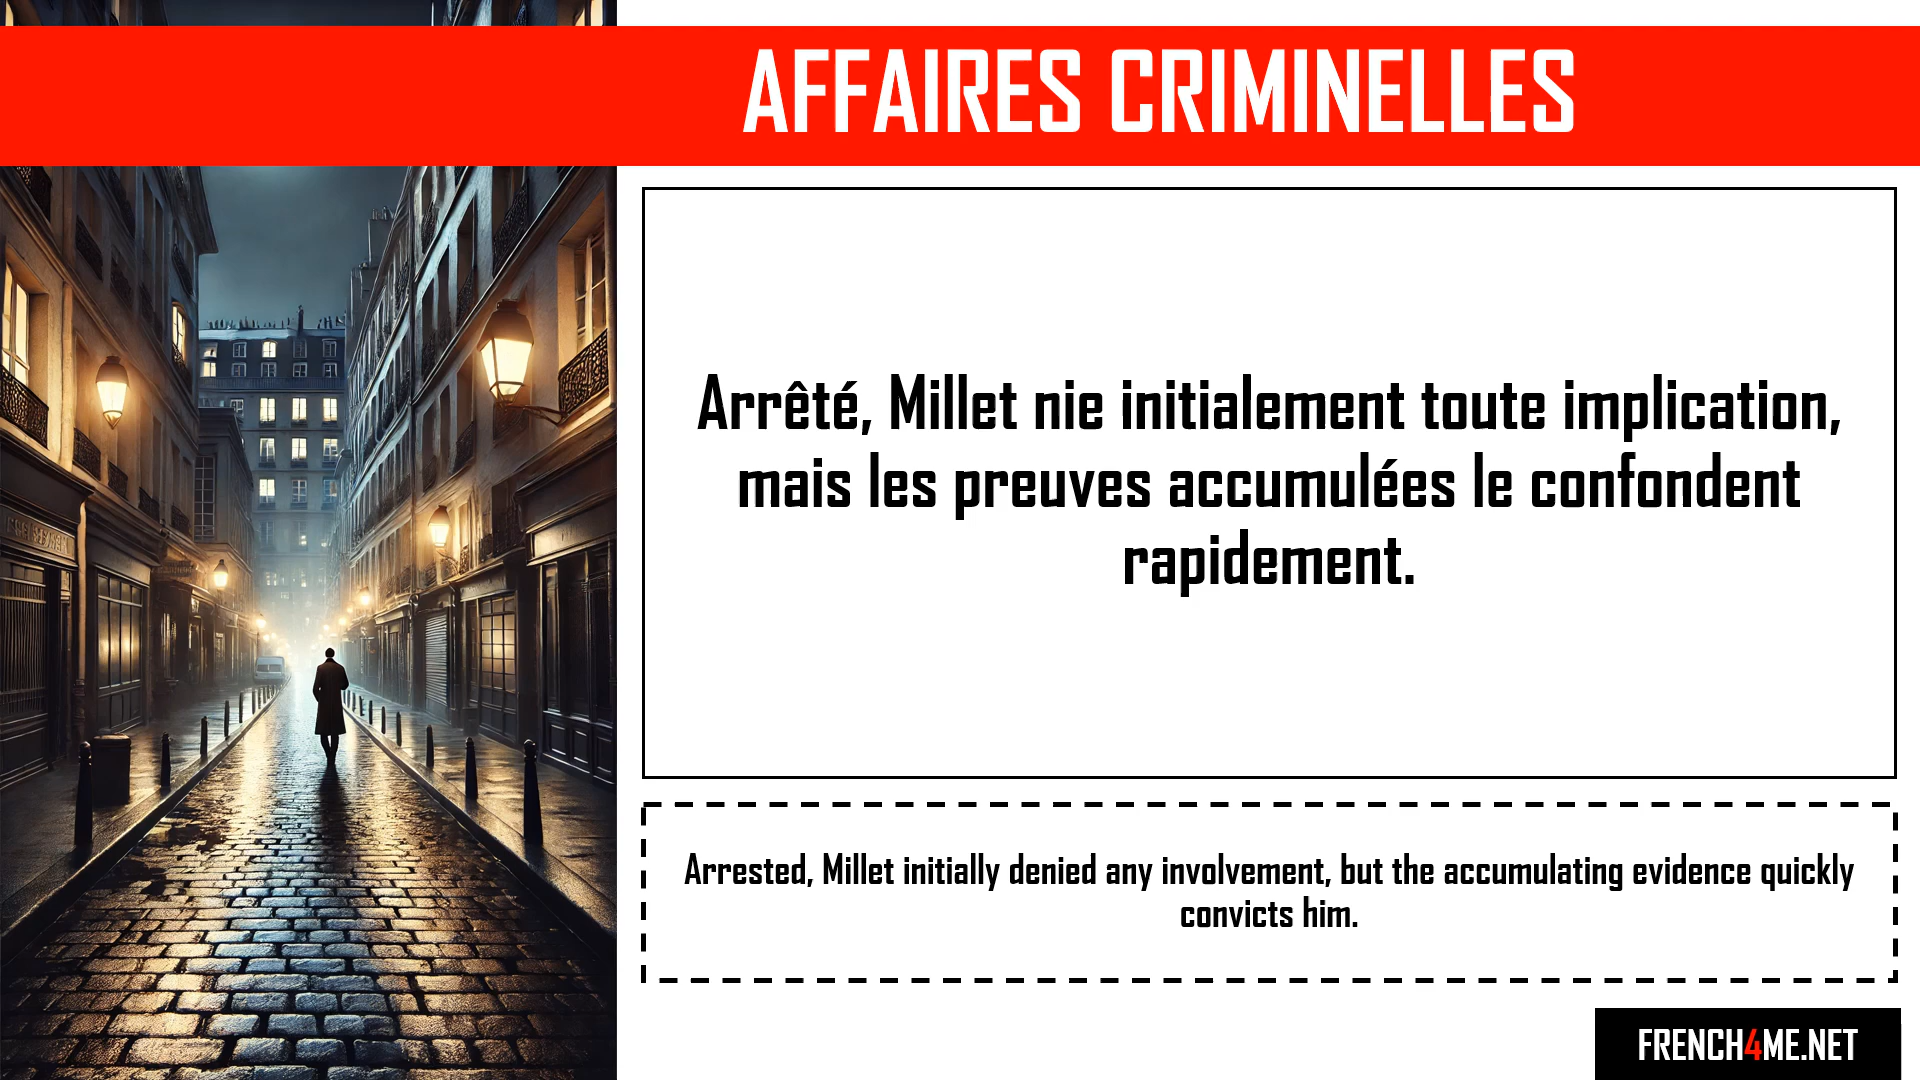 AFFAIRES CRIMINELLES
Arrêté, Millet nie initialement toute implication,
mais les preuves accumulées le confondent
rapidement.
Arrested, Millet initially denied any involvement, but the accumulating evidence quickly
convicts him.
FRENCH4ME.NET